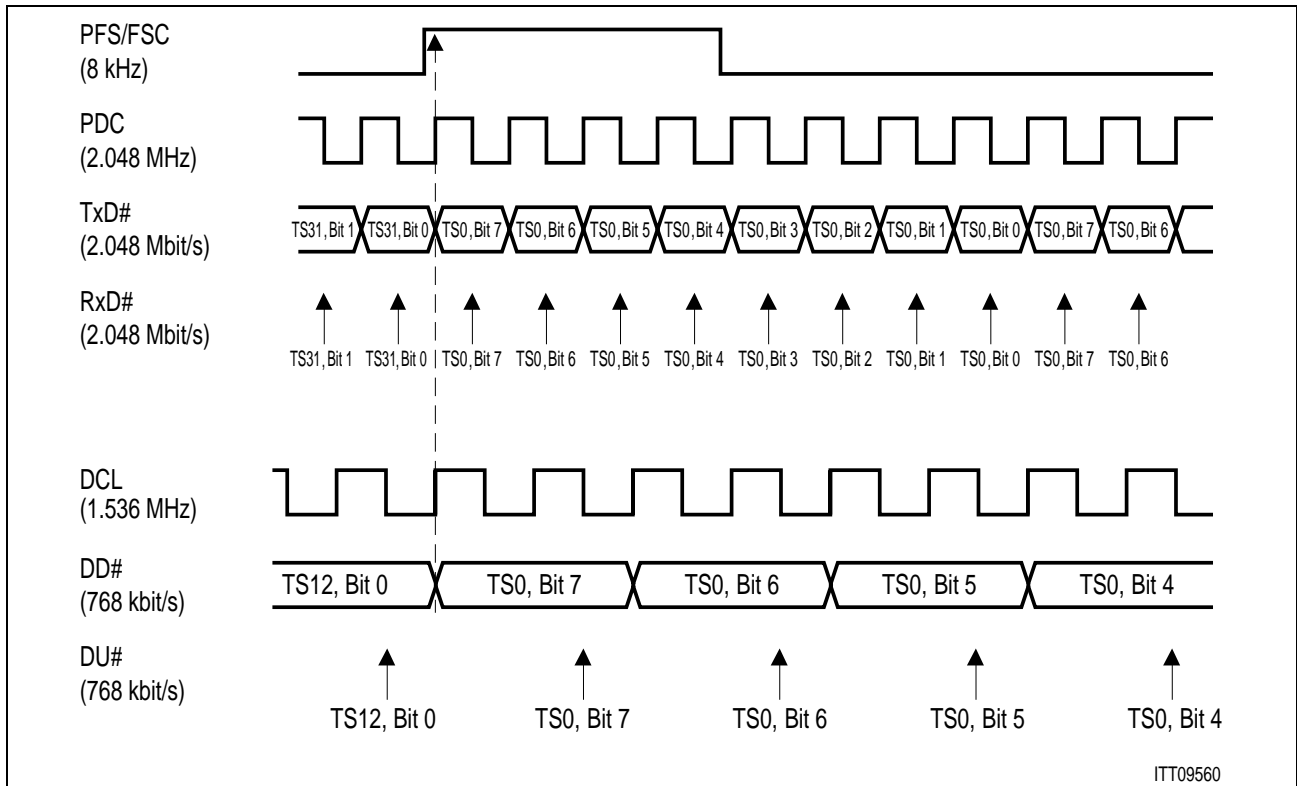 PFS/FSC
(8 kHz)
PDC
(2.048 MHz)
TxD#
(2.048 Mbit/s)
TS31, Bit 1 TS31, Bit 0 TS0, Bit 7 TS0, Bit 6 TS0, Bit 5 TS0, Bit 4 TS0, Bit 3 TS0, Bit 2 TS0, Bit 1 TS0, Bit 0 TS0, Bit 7 TS0, Bit 6
RxD#
(2.048 Mbit/s)
TS31, Bit 1 TS31, Bit 0 TS0, Bit 7 TS0, Bit 6 TS0, Bit 5 TS0, Bit 4 TS0, Bit 3 TS0, Bit 2 TS0, Bit 1 TS0, Bit 0 TS0, Bit 7 TS0, Bit 6
DCL
(1.536 MHz)
DD#
(768 kbit/s)
TS12, Bit 0 TS0, Bit 7 TS0, Bit 6 TS0, Bit 5 TS0, Bit 4
DU#
(768 kbit/s)
TS12, Bit 0 TS0, Bit 7 TS0, Bit 6 TS0, Bit 5 TS0, Bit 4
ITT09560